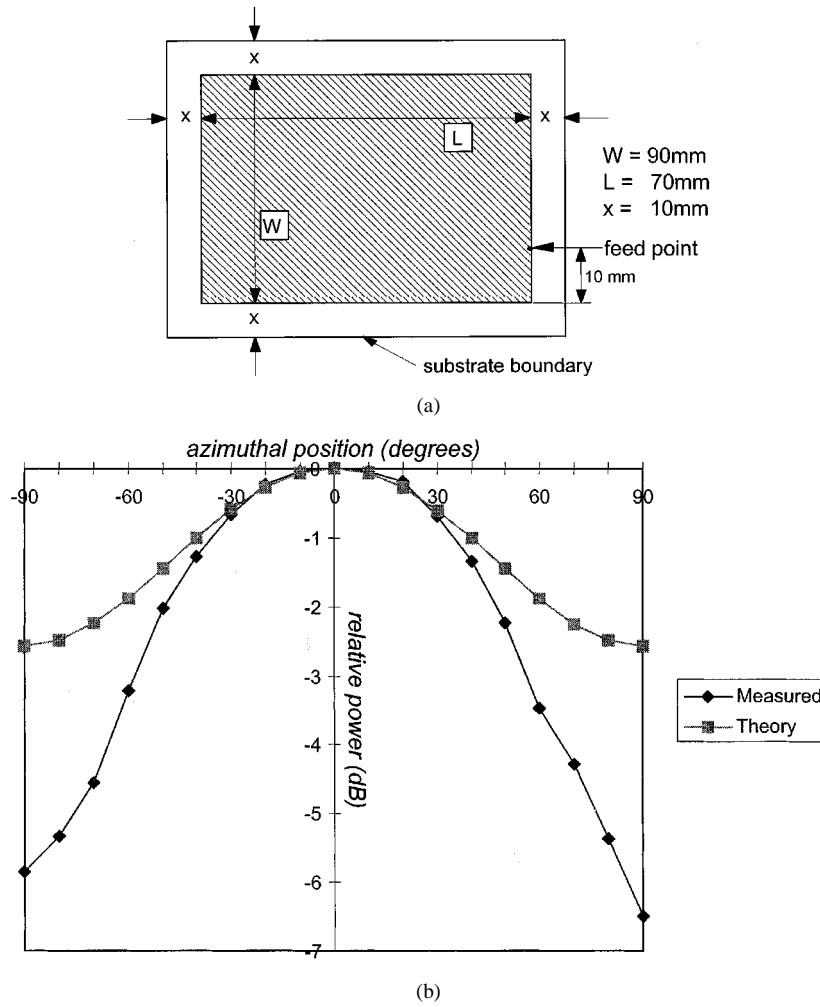 x
x
x
L
W
x
W = 90mm
L = 70mm
x = 10mm
feed point
10 mm
substrate boundary
(a)
azimuthal position (degrees)
-90
-60
-30
0
0
30
60
90
-1
-2
-3
-4
-5
-6
-7
relative power (dB)
Measured
Theory
(b)